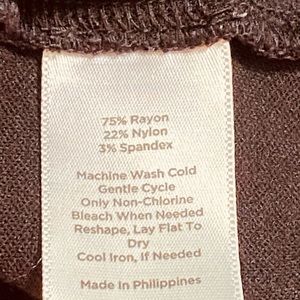 75% Rayon
22% Nylon
3% Spandex
Machine Wash Cold
Gentle Cycle
Only Non-Chlorine
Bleach When Needed
Reshape, Lay Flat To
Dry
Cool Iron, If Needed
Made In Philippines